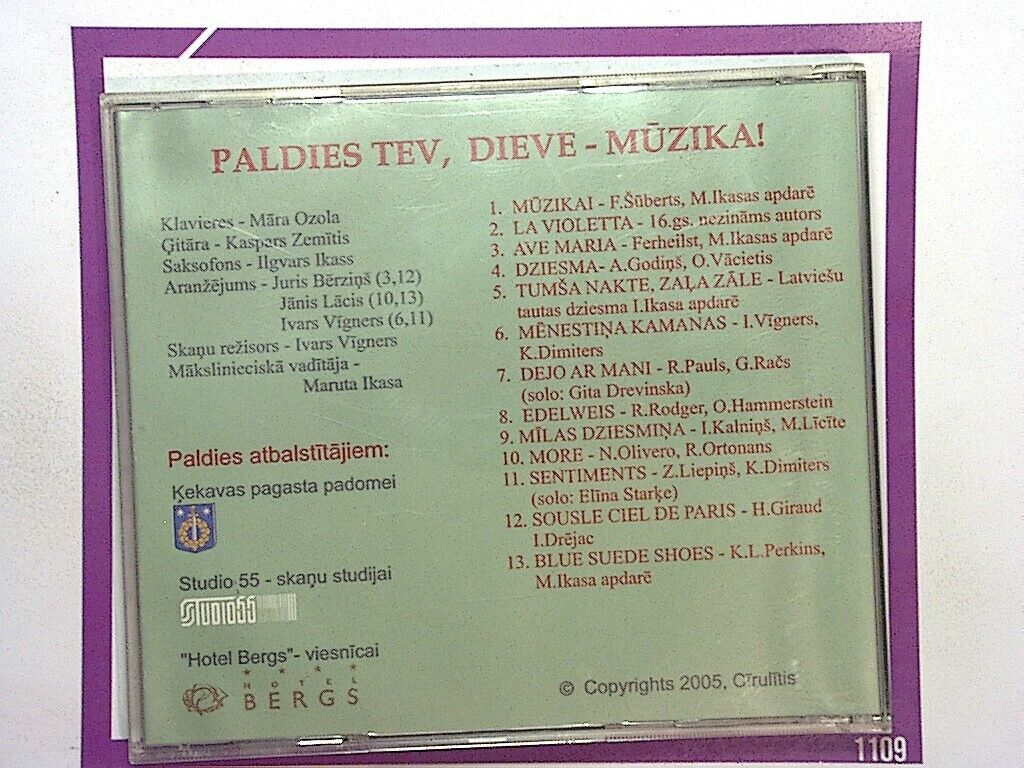 PALDIES TEV, DIEVE - MŪZIKA!
Klavieres - Māra Ozola
Ģitāra - Kaspars Zemītis
Saksofons - Ilgvars Ikass
Aranžējums - Juris Bērziņš (3,12)
Jānis Lācis (10,13)
Ivars Vīgners (6,11)
Skaņu režisors - Ivars Vīgners
Mākslinieciskā vadītāja -
Maruta Ikasa
Paldies atbalstītājiem:
Ķekavas pagasta padomei
Studio 55 - skaņu studijai
STUDIO55
"Hotel Bergs"- viesnīcai
HOTEL
BERGS
1. MŪZIKAI - F.Šūberts, M.Ikasas apdarē
2. LA VIOLETTA - 16.gs. nezināms autors
3. AVE MARIA - Ferheilst, M.Ikasas apdarē
4. DZIESMA- A.Godiņš, O.Vācietis
5. TUMŠA NAKTE, ZAĻA ZĀLE - Latviešu
tautas dziesma I.Ikasa apdarē
6. MĒNESTIŅA KAMANAS - I.Vīgners,
K.Dimiters
7. DEJO AR MANI - R.Pauls, G.Račs
(solo: Gita Drevinska)
8. EDELWEIS - R.Rodger, O.Hammerstein
9. MĪLAS DZIESMIŅA - I.Kalniņš, M.Līcīte
10. MORE - N.Olivero, R.Ortonans
11. SENTIMENTS - Z.Liepiņš, K.Dimiters
(solo: Elīna Starķe)
12. SOUSLE CIEL DE PARIS - H.Giraud
I.Drējac
13. BLUE SUEDE SHOES - K.L.Perkins,
M.Ikasa apdarē
© Copyrights 2005, Cīrulītis
1109